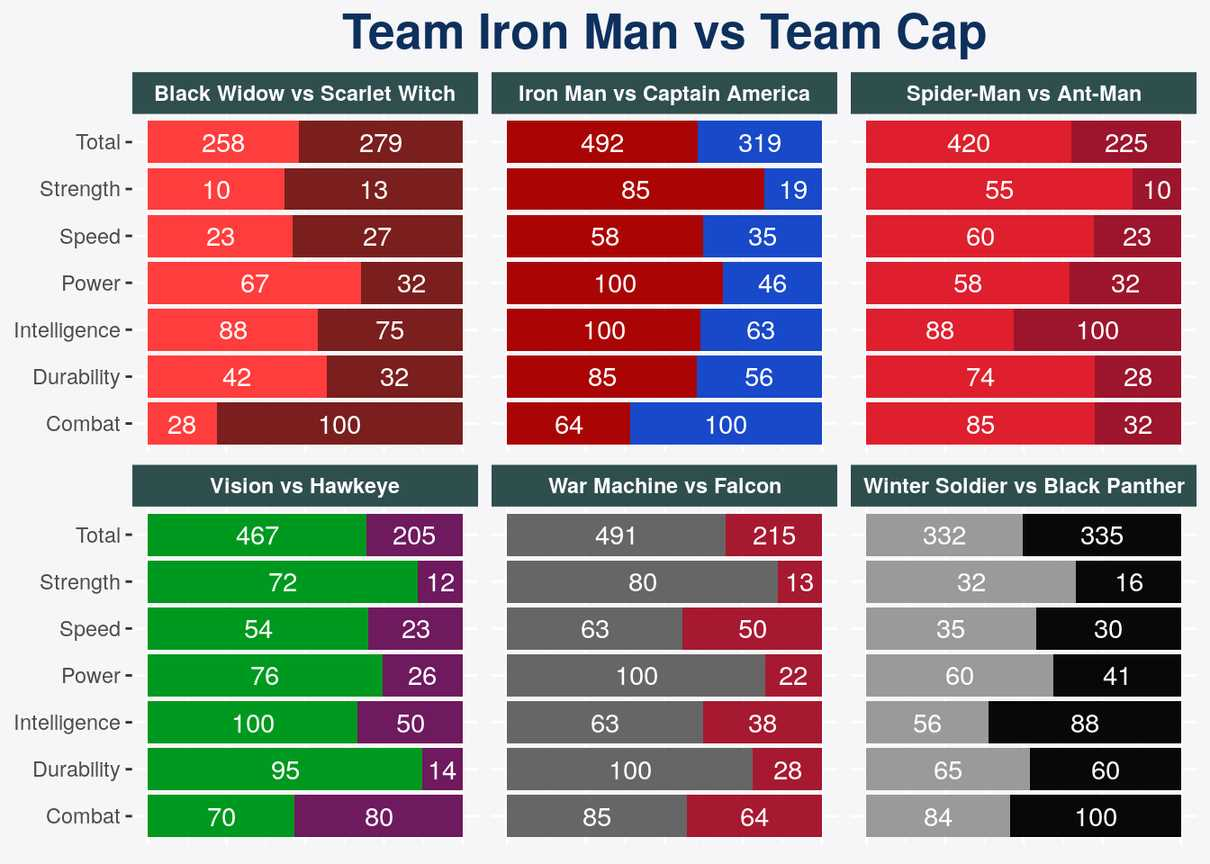 Team Iron Man vs Team Cap
Black Widow vs Scarlet Witch Iron Man vs Captain America Spider-Man vs Ant-Man
Total 258 279 492 319 420 225
Strength 10 13 85 19 55 10
Speed 23 27 58 35 60 23
Power 67 32 100 46 58 32
Intelligence 88 75 100 63 88 100
Durability 42 32 85 56 74 28
Combat 28 100 64 100 85 32
Vision vs Hawkeye War Machine vs Falcon Winter Soldier vs Black Panther
Total 467 205 491 215 332 335
Strength 72 12 80 13 32 16
Speed 54 23 63 50 35 30
Power 76 26 100 22 60 41
Intelligence 100 50 63 38 56 88
Durability 95 14 100 28 65 60
Combat 70 80 85 64 84 100